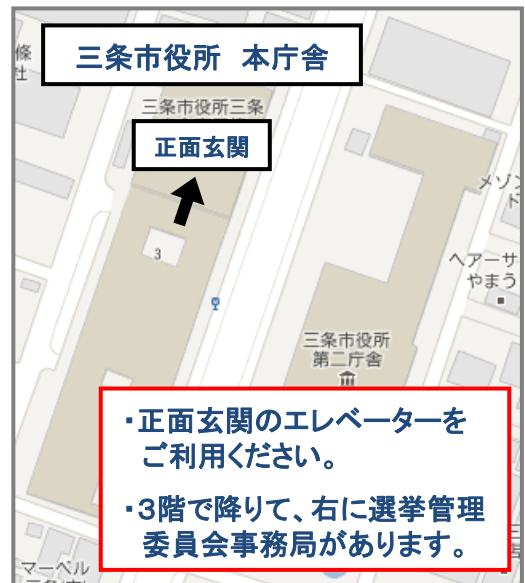 三条市役所 本庁舎
條
社
三条市役所三条
正面玄関
メゾン
ド
3
ヘアーサ
やまう
三条市役所
第二庁舎
・正面玄関のエレベーターを
ご利用ください。
・3階で降りて、右に選挙管理
委員会事務局があります。
マーベル